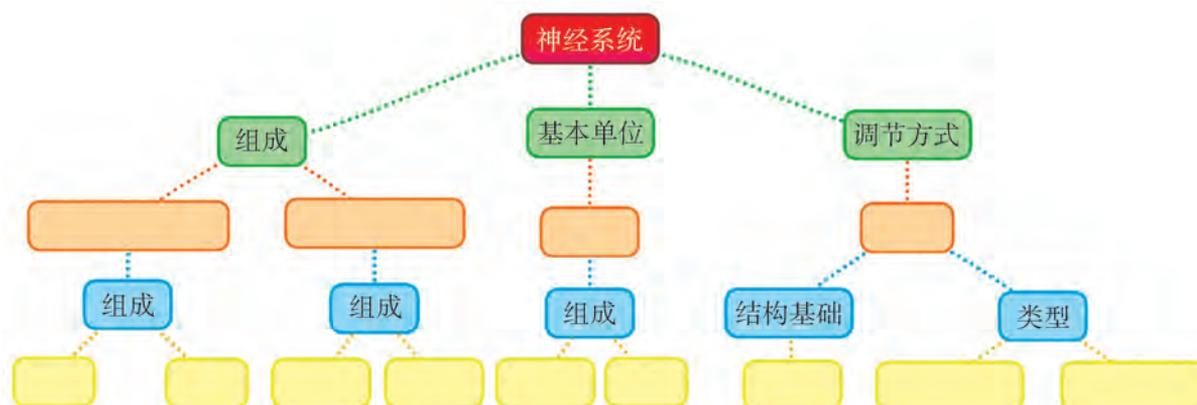 神经系统
组成
基本单位
调节方式
组成
组成
组成
结构基础
类型